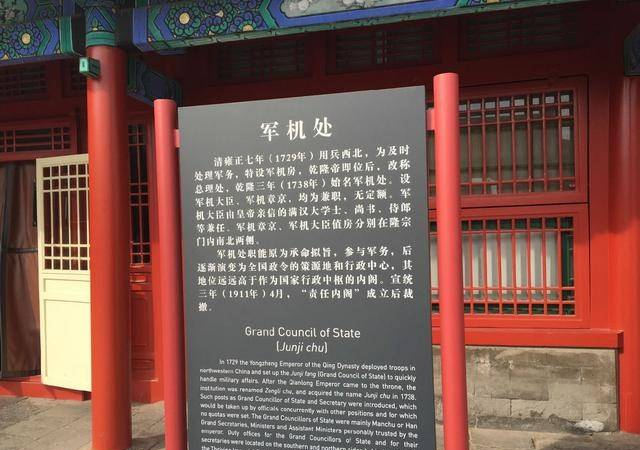 军机处
清雍正七年（1729年）用兵西北，为及时
处理军务，特设军机房，乾隆帝即位后，改称
总理处，乾隆三年（1738年）始名军机处。设
军机大臣、军机章京，均为兼职，无定额。军
机大臣由皇帝亲信的满汉大学士、尚书、侍郎
等兼任。军机章京、军机大臣值房分别在隆宗
门内南北两侧。
军机处职能原为承命拟旨，参与军务，后
逐渐演变为全国政令的策源地和行政中心，其
地位远远高于作为国家行政中枢的内阁。宣统
三年（1911年）4月，“责任内阁”成立后裁
撤。
Grand Council of State
(Junji chu)
In 1729 the Yongzheng Emperor of the Qing Dynasty deployed troops in
northwestern China and set up the Junji fang (Grand Council of State) to quickly
handle military affairs. After the Qianlong Emperor came to the throne, the
institution was renamed Zongli chu, and acquired the name Junji chu in 1738.
Such posts as Grand Councillor of State and Secretary were introduced, which
would be taken up by officials concurrently with other positions and for which
no quotas were set. The Grand Councillors of State were mainly Manchu or Han
Grand Secretaries, Ministers and Assistant Ministers personally trusted by the
emperor. Duty offices for the Grand Councillors of State and for their
secretaries were located on the southern and northern